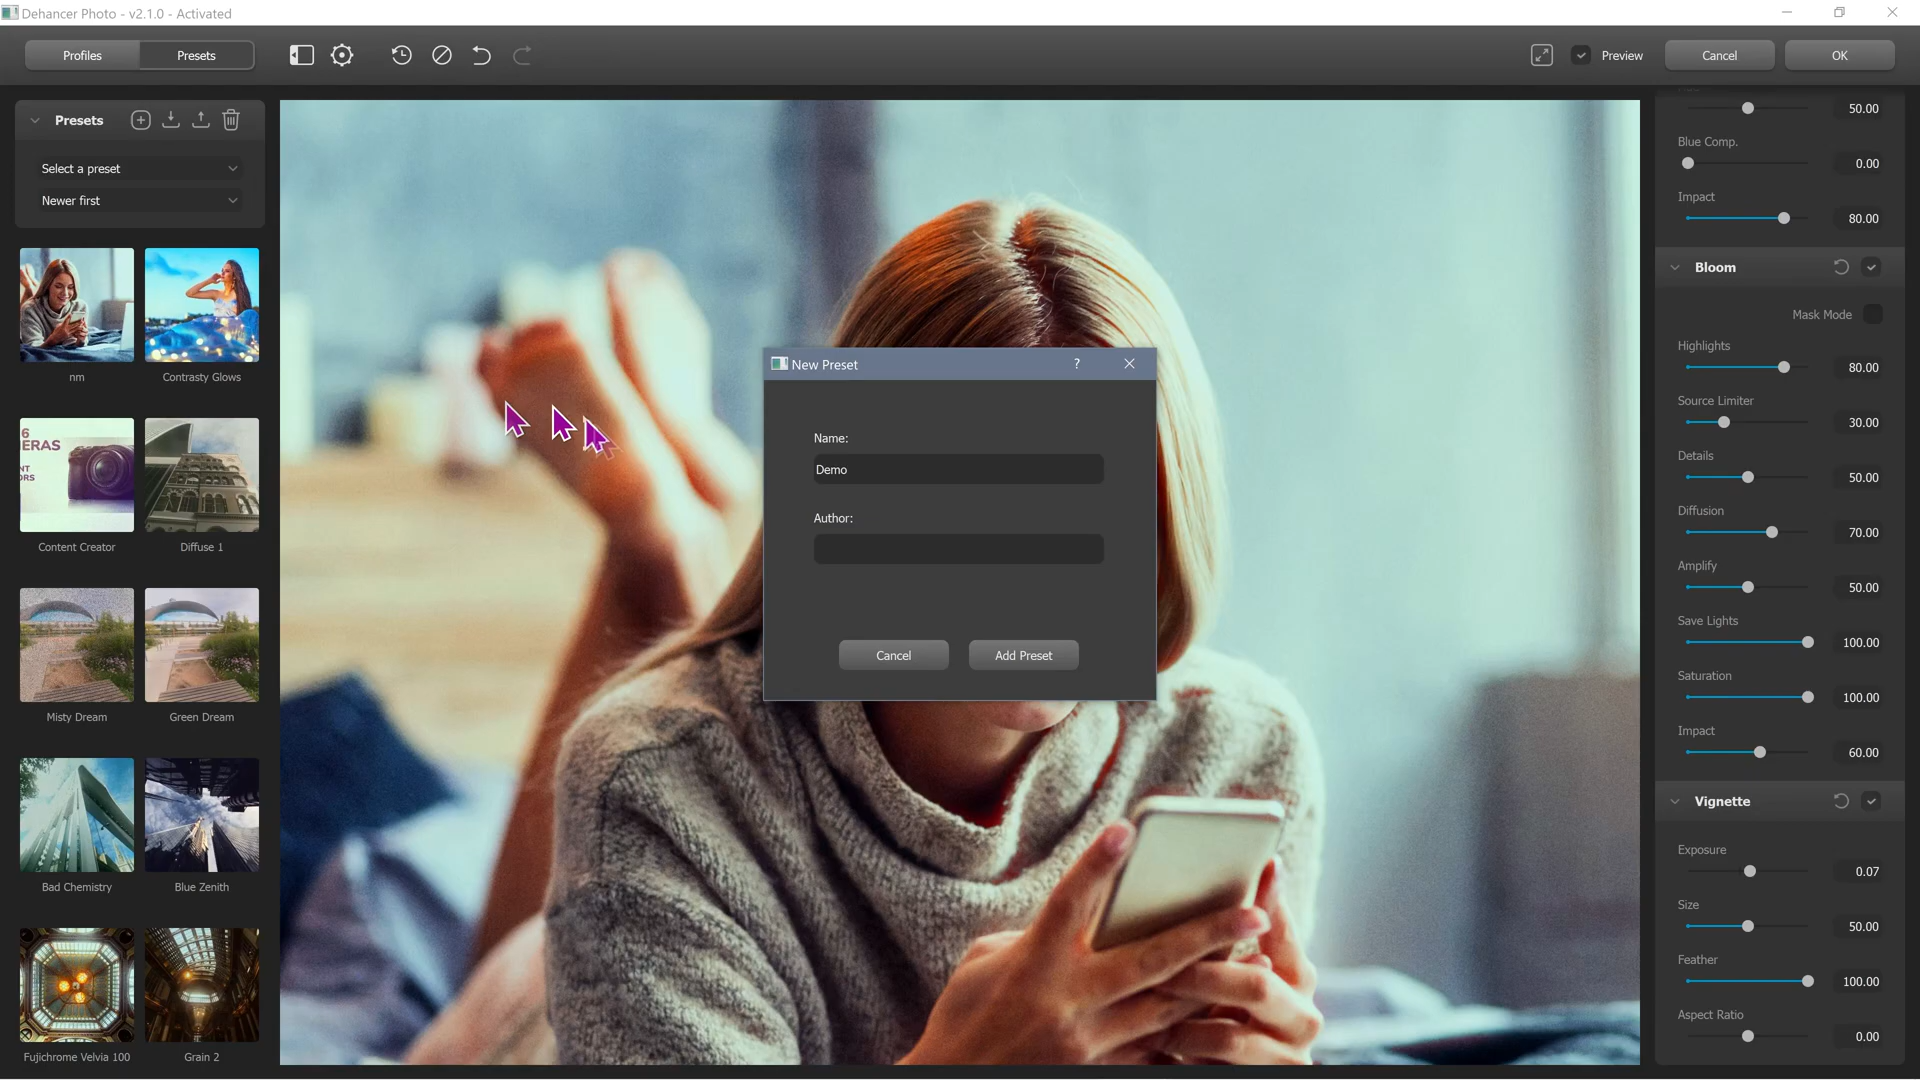 Dehancer Photo - v2.1.0 - Activated
Profiles
Presets
Preview
Cancel
OK
Presets
Select a preset
Newer first
nm
Contrasty Glows
6
ERAS
NT
ORS
Content Creator
Diffuse 1
Misty Dream
Green Dream
Bad Chemistry
Blue Zenith
Fujichrome Velvia 100
Grain 2
New Preset
?
Name:
Demo
Author:
Cancel
Add Preset
50.00
Blue Comp.
0.00
Impact
80.00
Bloom
Mask Mode
Highlights
80.00
Source Limiter
30.00
Details
50.00
Diffusion
70.00
Amplify
50.00
Save Lights
100.00
Saturation
100.00
Impact
60.00
Vignette
Exposure
0.07
Size
50.00
Feather
100.00
Aspect Ratio
0.00